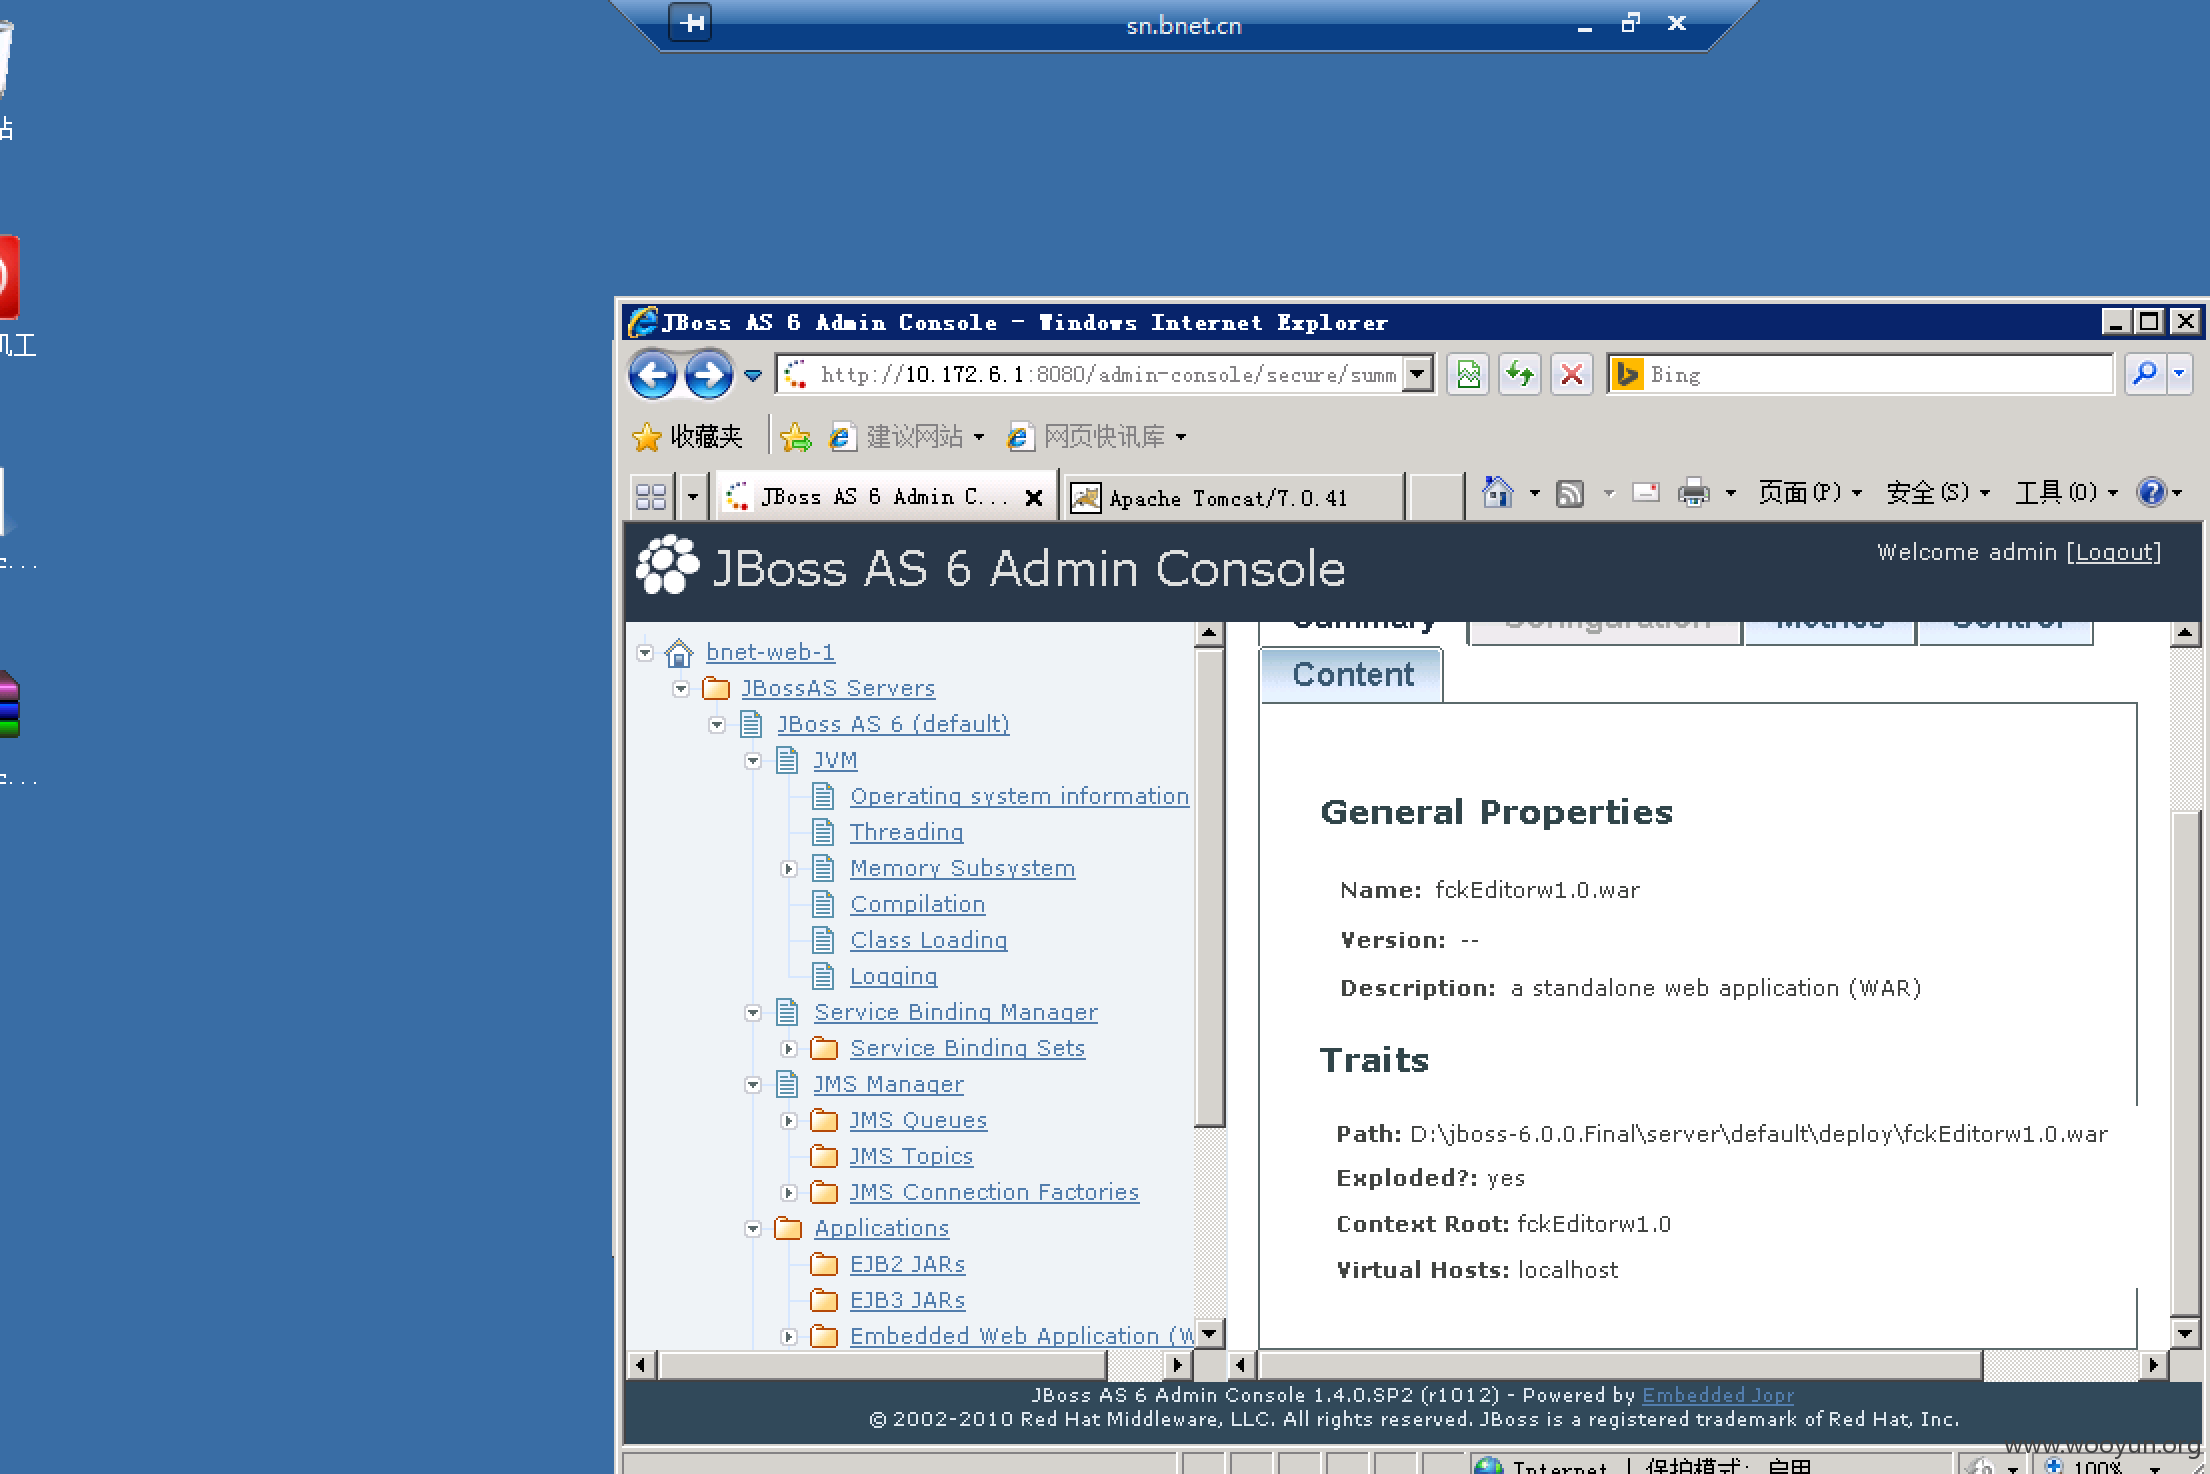 sn.bnet.cn
站
机工
c...
c...
JBoss AS 6 Admin Console - Windows Internet Explorer
http://10.172.6.1:8080/admin-console/secure/summ
Bing
收藏夹
建议网站
网页快讯库
JBoss AS 6 Admin C...
Apache Tomcat/7.0.41
页面(P)
安全(S)
工具(O)
JBoss AS 6 Admin Console
Welcome admin [Logout]
bnet-web-1
JBossAS Servers
JBoss AS 6 (default)
JVM
Operating system information
Threading
Memory Subsystem
Compilation
Class Loading
Logging
Service Binding Manager
Service Binding Sets
JMS Manager
JMS Queues
JMS Topics
JMS Connection Factories
Applications
EJB2 JARs
EJB3 JARs
Embedded Web Application (W
Summary
Configuration
Metrics
Control
Content
General Properties
Name: fckEditorw1.0.war
Version: --
Description: a standalone web application (WAR)
Traits
Path: D:\jboss-6.0.0.Final\server\default\deploy\fckEditorw1.0.war
Exploded?: yes
Context Root: fckEditorw1.0
Virtual Hosts: localhost
JBoss AS 6 Admin Console 1.4.0.SP2 (r1012) - Powered by Embedded Jopr
© 2002-2010 Red Hat Middleware, LLC. All rights reserved. JBoss is a registered trademark of Red Hat, Inc.
www.wooyun.org
Internet | 保护模式: 启用
100%